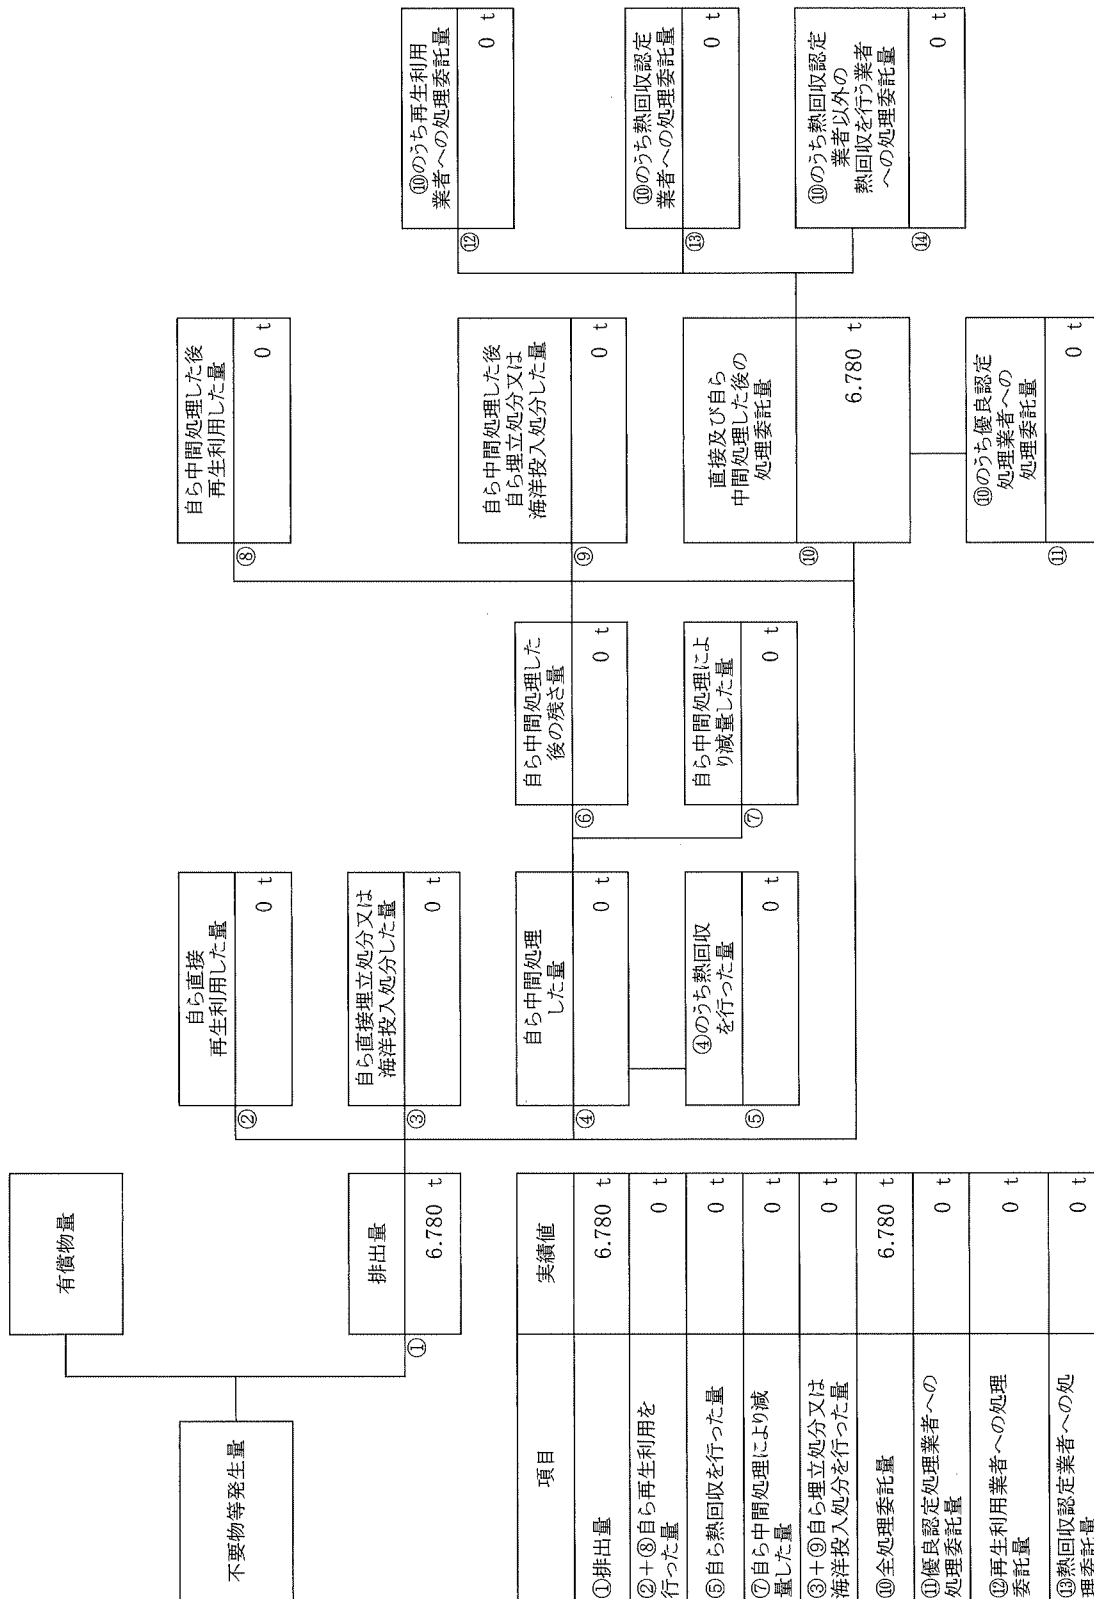 不要物等発生量
有償物量
①
排出量
6.780 t
②
自ら直接
再生利用した量
0 t
③
自ら直接埋立処分又は
海洋投入処分した量
0 t
④
自ら中間処理
した量
0 t
⑤
④のうち熱回収
を行った量
0 t
⑥
自ら中間処理した
後の残さ量
0 t
⑦
自ら中間処理によ
り減量した量
0 t
⑧
自ら中間処理した後
再生利用した量
0 t
⑨
自ら中間処理した後
自ら埋立処分又は
海洋投入処分した量
0 t
⑩
直接及び自ら
中間処理した後の
処理委託量
6.780 t
⑪
⑩のうち優良認定
処理業者への
処理委託量
0 t
⑫
⑩のうち再生利用
業者への処理委託量
0 t
⑬
⑩のうち熱回収認定
業者への処理委託量
0 t
⑭
⑩のうち熱回収認定
業者以外の
熱回収を行う業者
への処理委託量
0 t
項目 実績値
①排出量 6.780 t
②+⑧自ら再生利用を
行った量 0 t
⑤自ら熱回収を行った量 0 t
⑦自ら中間処理により減
量した量 0 t
③+⑨自ら埋立処分又は
海洋投入処分を行った量 0 t
⑩全処理委託量 6.780 t
⑪優良認定処理業者への
処理委託量 0 t
⑫再生利用業者への処理
委託量 0 t
⑬熱回収認定業者への処
理委託量 0 t